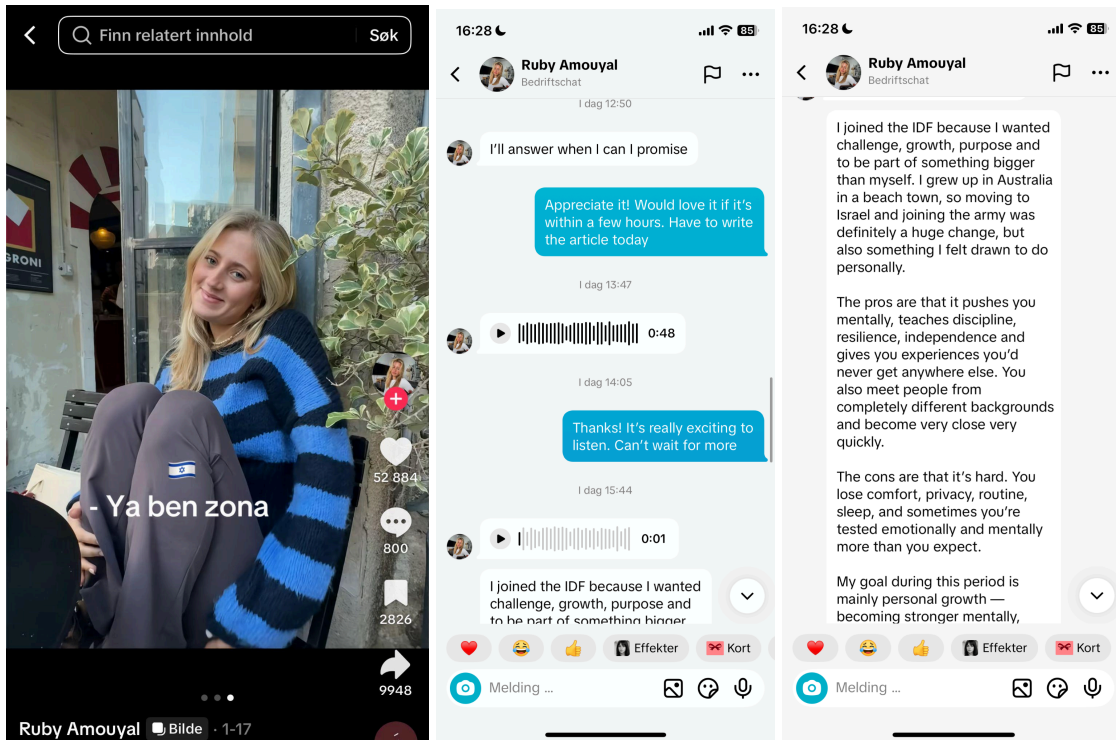 Finn relatert innhold
Søk
GRONI
- Ya ben zona
52 884
800
2826
9948
Ruby Amouyal
Bilde
· 1-17
16:28
85
Ruby Amouyal
Bedriftschat
I dag 12:50
I'll answer when I can I promise
Appreciate it! Would love it if it's
within a few hours. Have to write
the article today
I dag 13:47
0:48
I dag 14:05
Thanks! It's really exciting to
listen. Can't wait for more
I dag 15:44
0:01
I joined the IDF because I wanted
challenge, growth, purpose and
to be part of something bigger
Effekter
Kort
Melding ...
16:28
85
Ruby Amouyal
Bedriftschat
I joined the IDF because I wanted
challenge, growth, purpose and
to be part of something bigger
than myself. I grew up in Australia
in a beach town, so moving to
Israel and joining the army was
definitely a huge change, but
also something I felt drawn to do
personally.
The pros are that it pushes you
mentally, teaches discipline,
resilience, independence and
gives you experiences you'd
never get anywhere else. You
also meet people from
completely different backgrounds
and become very close very
quickly.
The cons are that it's hard. You
lose comfort, privacy, routine,
sleep, and sometimes you're
tested emotionally and mentally
more than you expect.
My goal during this period is
mainly personal growth —
becoming stronger mentally,
Effekter
Kort
Melding ...